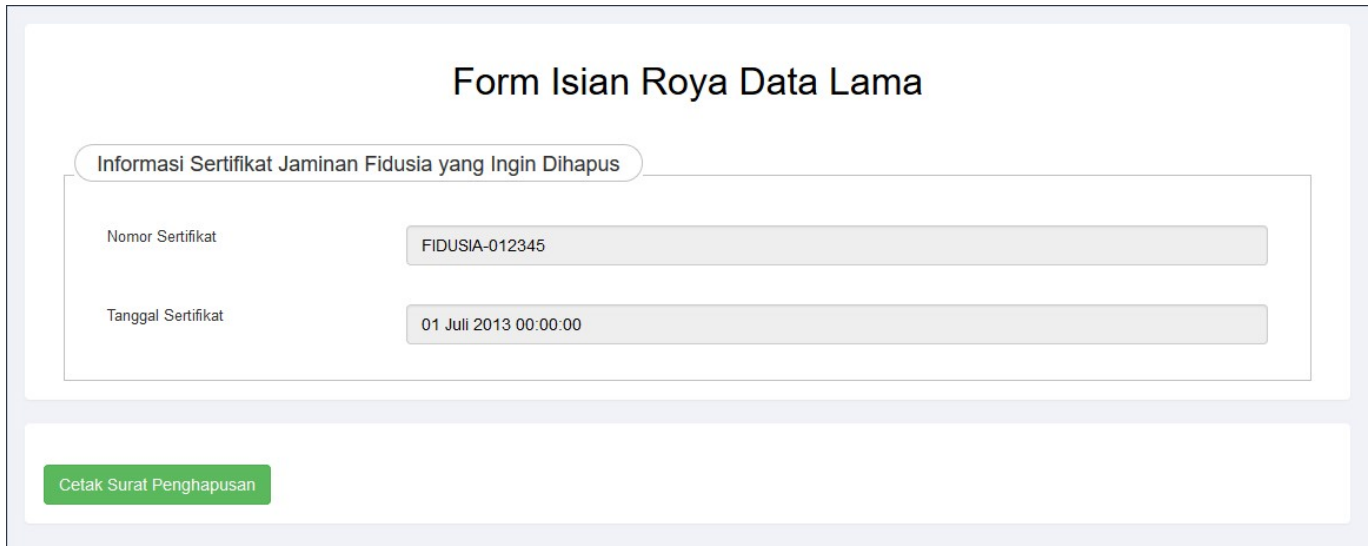 Form Isian Roya Data Lama
Informasi Sertifikat Jaminan Fidusia yang Ingin Dihapus
Nomor Sertifikat
FIDUSIA-012345
Tanggal Sertifikat
01 Juli 2013 00:00:00
Cetak Surat Penghapusan